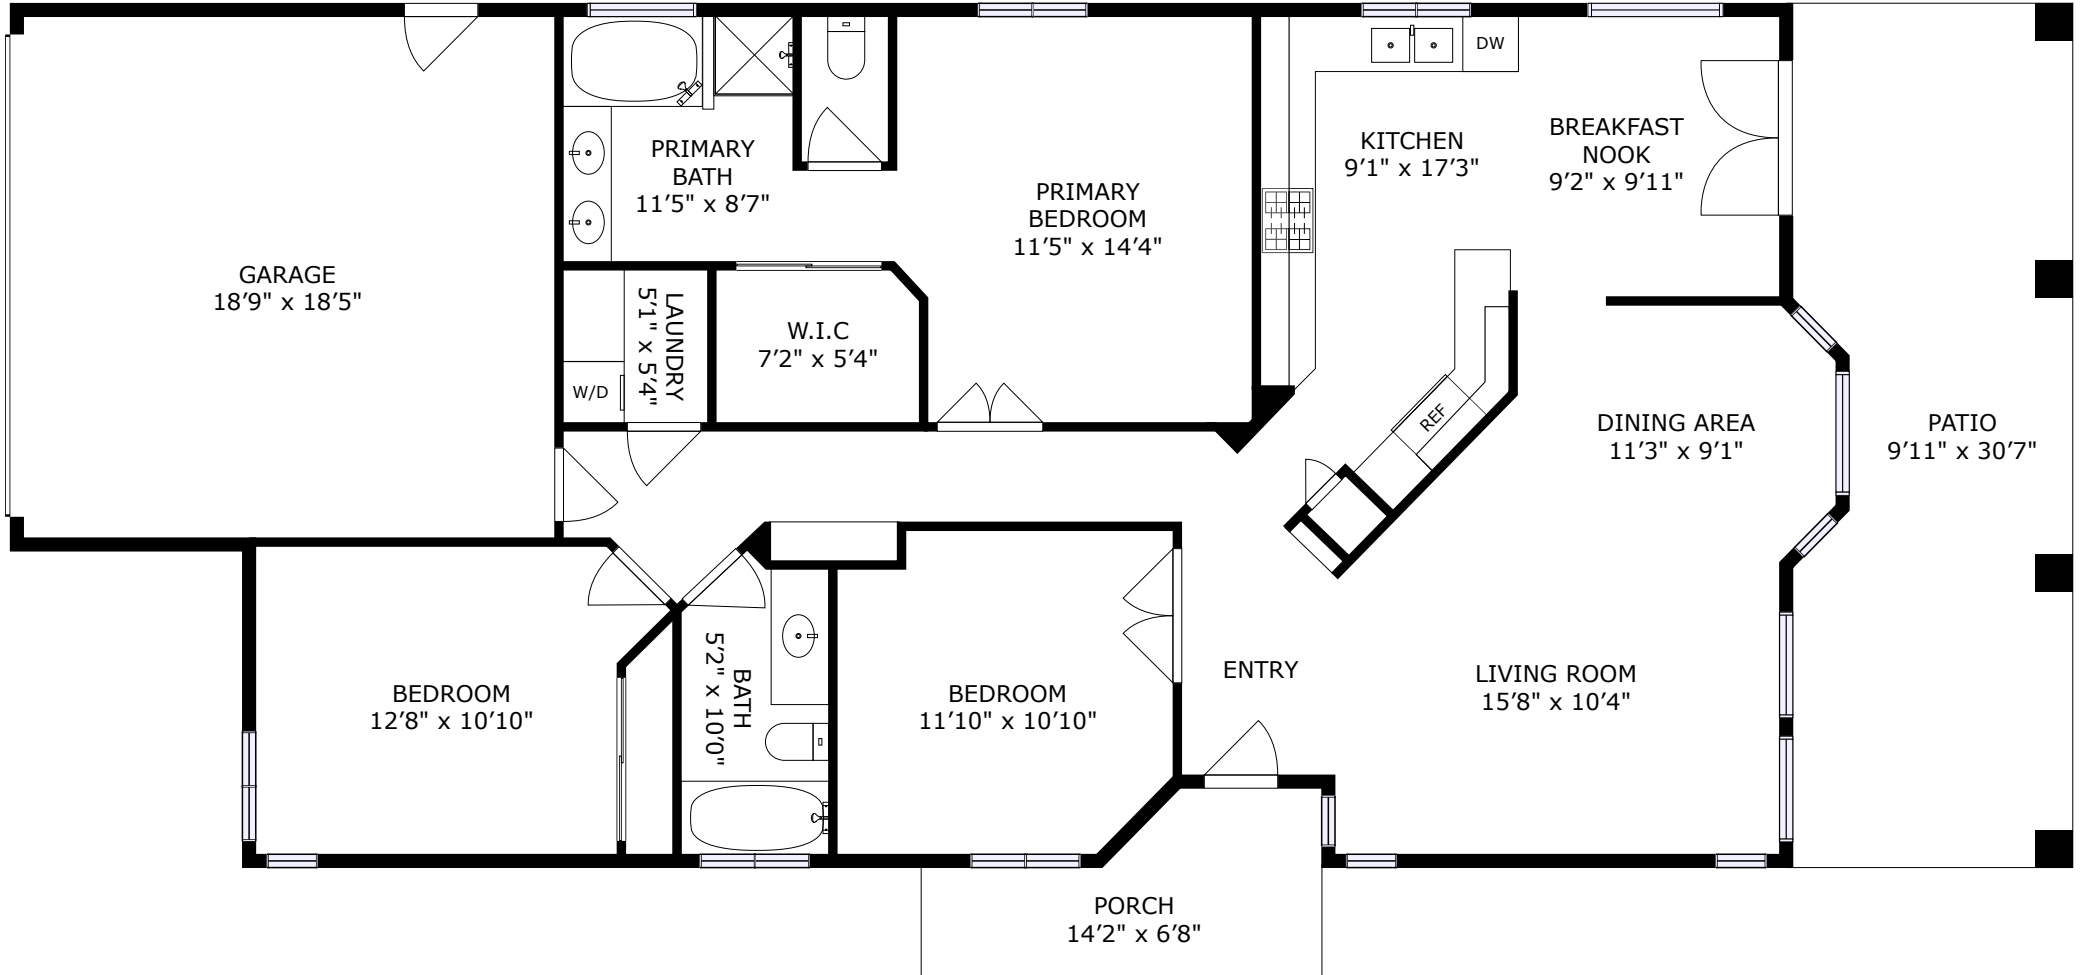 DW
KITCHEN
9'1" x 17'3"
BREAKFAST
NOOK
9'2" x 9'11"
PRIMARY
BATH
11'5" x 8'7"
PRIMARY
BEDROOM
11'5" x 14'4"
GARAGE
18'9" x 18'5"
LAUNDRY
5'1" x 5'4"
W/D
W.I.C
7'2" x 5'4"
REF
DINING AREA
11'3" x 9'1"
PATIO
9'11" x 30'7"
BEDROOM
12'8" x 10'10"
BATH
5'2" x 10'0"
BEDROOM
11'10" x 10'10"
ENTRY
LIVING ROOM
15'8" x 10'4"
PORCH
14'2" x 6'8"